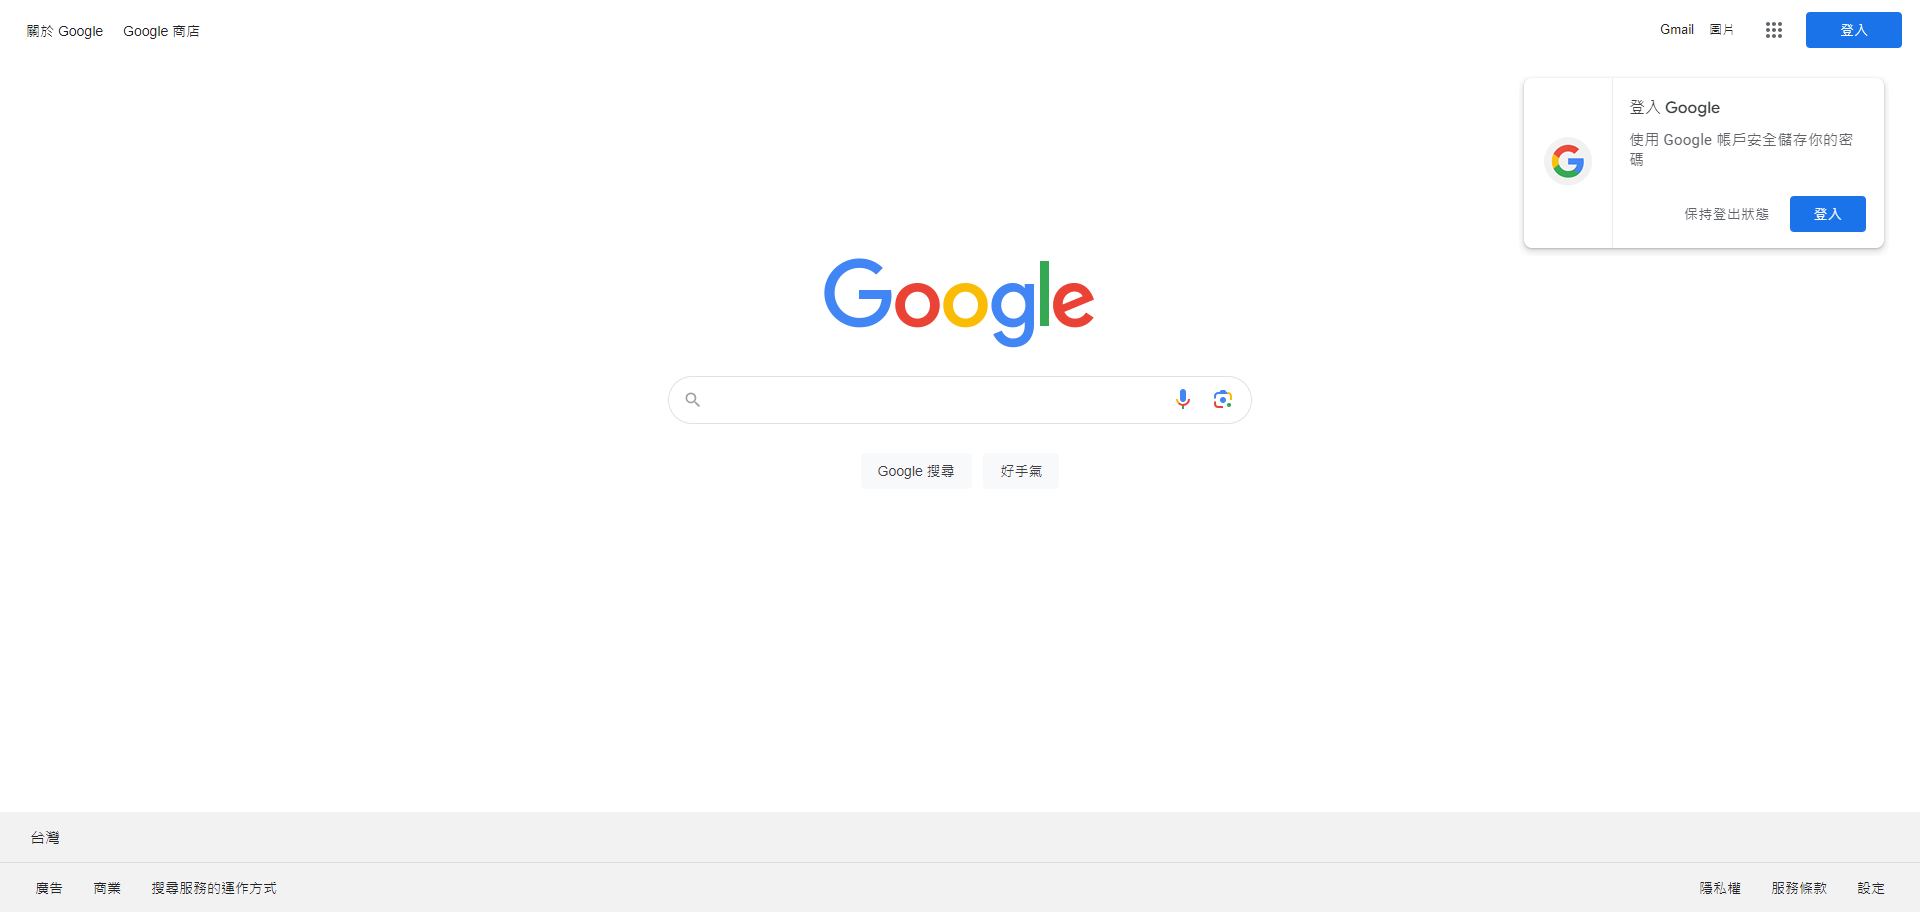 關於 Google
Google 商店
Gmail
圖片
登入
登入 Google
使用 Google 帳戶安全儲存你的密
碼
保持登出狀態
登入
Google
Google 搜尋
好手氣
台灣
廣告
商業
搜尋服務的運作方式
隱私權
服務條款
設定